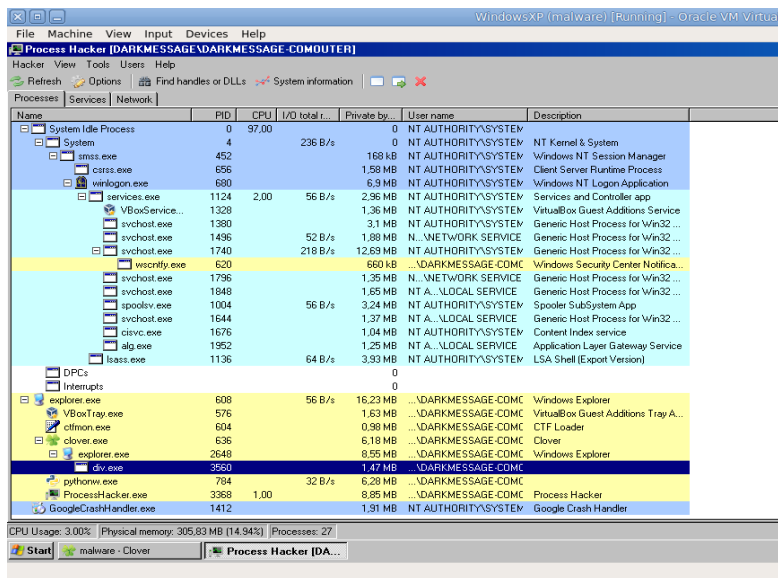 WindowsXP (malware) [Running] - Oracle VM Virtua
File Machine View Input Devices Help
Process Hacker [DARKMESSAGE\DARKMESSAGE-COMOUTER]
Hacker View Tools Users Help
Refresh Options Find handles or DLLs System information
Processes Services Network
Name PID CPU I/O total r... Private by... User name Description
System Idle Process 0 97,00 0 NT AUTHORITY\SYSTEM
System 4 236 B/s 0 NT AUTHORITY\SYSTEM NT Kernel & System
smss.exe 452 168 kB NT AUTHORITY\SYSTEM Windows NT Session Manager
csrss.exe 656 1,58 MB NT AUTHORITY\SYSTEM Client Server Runtime Process
winlogon.exe 680 6,9 MB NT AUTHORITY\SYSTEM Windows NT Logon Application
services.exe 1124 2,00 56 B/s 2,96 MB NT AUTHORITY\SYSTEM Services and Controller app
VBoxService... 1328 1,36 MB NT AUTHORITY\SYSTEM VirtualBox Guest Additions Service
svchost.exe 1380 3,1 MB NT AUTHORITY\SYSTEM Generic Host Process for Win32 ...
svchost.exe 1496 52 B/s 1,88 MB N...\NETWORK SERVICE Generic Host Process for Win32 ...
svchost.exe 1740 218 B/s 12,69 MB NT AUTHORITY\SYSTEM Generic Host Process for Win32 ...
wscntfy.exe 620 660 kB ...\DARKMESSAGE-COMC Windows Security Center Notifica...
svchost.exe 1796 1,35 MB N...\NETWORK SERVICE Generic Host Process for Win32 ...
svchost.exe 1848 1,65 MB NT A...\LOCAL SERVICE Generic Host Process for Win32 ...
spoolsv.exe 1004 56 B/s 3,24 MB NT AUTHORITY\SYSTEM Spooler SubSystem App
svchost.exe 1644 1,37 MB NT A...\LOCAL SERVICE Generic Host Process for Win32 ...
cisvc.exe 1676 1,04 MB NT AUTHORITY\SYSTEM Content Index service
alg.exe 1952 1,25 MB NT A...\LOCAL SERVICE Application Layer Gateway Service
lsass.exe 1136 64 B/s 3,93 MB NT AUTHORITY\SYSTEM LSA Shell (Export Version)
DPCs 0
Interrupts 0
explorer.exe 608 56 B/s 16,23 MB ...\DARKMESSAGE-COMC Windows Explorer
VBoxTray.exe 576 1,63 MB ...\DARKMESSAGE-COMC VirtualBox Guest Additions Tray A...
ctfmon.exe 604 0,98 MB ...\DARKMESSAGE-COMC CTF Loader
clover.exe 636 6,18 MB ...\DARKMESSAGE-COMC Clover
explorer.exe 2648 8,55 MB ...\DARKMESSAGE-COMC Windows Explorer
div.exe 3560 1,47 MB ...\DARKMESSAGE-COMC
pythonw.exe 784 32 B/s 6,28 MB ...\DARKMESSAGE-COMC
ProcessHacker.exe 3368 1,00 8,85 MB ...\DARKMESSAGE-COMC Process Hacker
GoogleCrashHandler.exe 1412 1,91 MB NT AUTHORITY\SYSTEM Google Crash Handler
CPU Usage: 3.00% Physical memory: 305,83 MB (14.94%) Processes: 27
Start malware - Clover Process Hacker [DA...